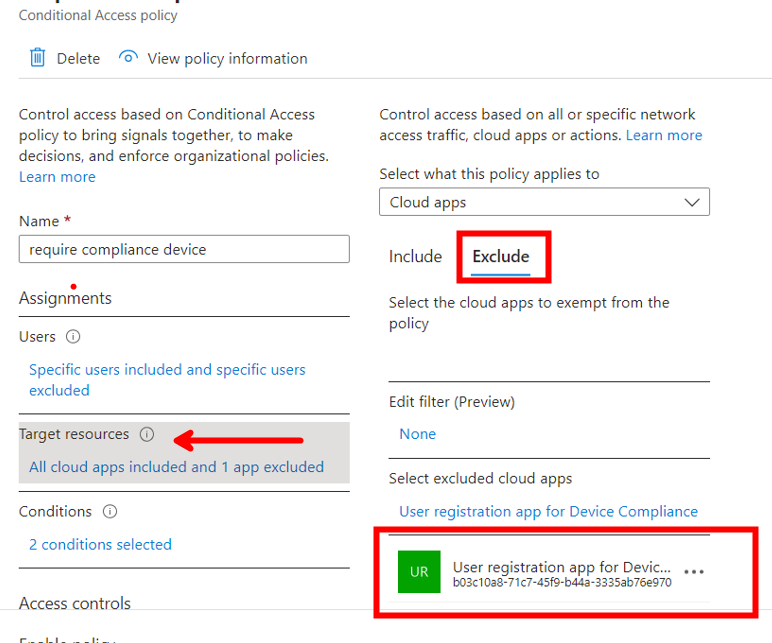 Conditional Access policy
Delete
View policy information
Control access based on Conditional Access
policy to bring signals together, to make
decisions, and enforce organizational policies.
Learn more
Name *
require compliance device
Assignments
Users
Specific users included and specific users
excluded
Target resources
All cloud apps included and 1 app excluded
Conditions
2 conditions selected
Access controls
Control access based on all or specific network
access traffic, cloud apps or actions. Learn more
Select what this policy applies to
Cloud apps
Include
Exclude
Select the cloud apps to exempt from the
policy
Edit filter (Preview)
None
Select excluded cloud apps
User registration app for Device Compliance
UR
User registration app for Devic...
b03c10a8-71c7-45f9-b44a-3335ab76e970